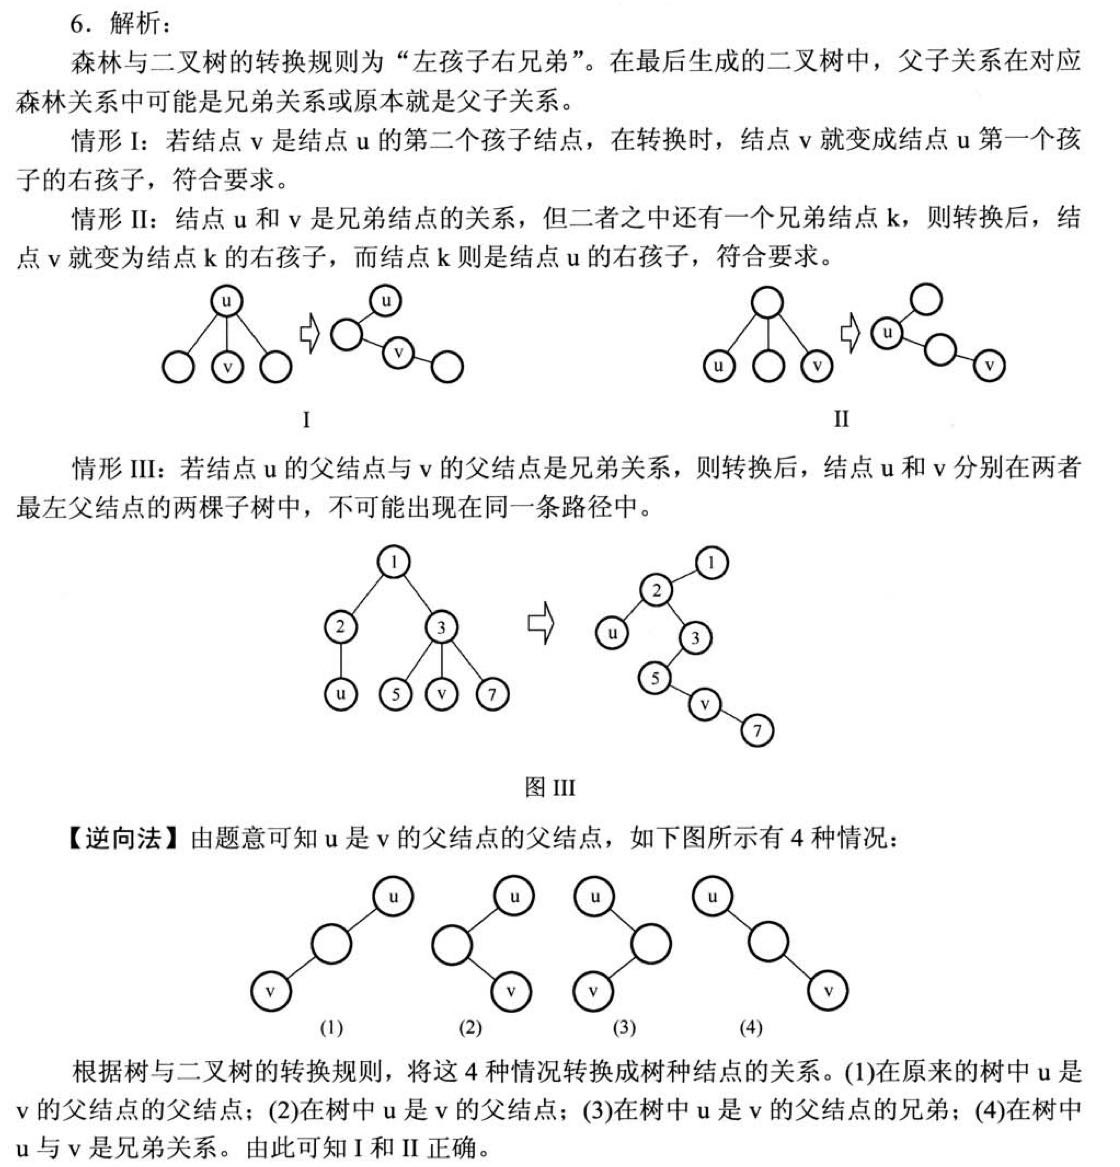 6．解析：
森林与二叉树的转换规则为“左孩子右兄弟”。在最后生成的二叉树中，父子关系在对应
森林关系中可能是兄弟关系或原本就是父子关系。
情形 I：若结点 v 是结点 u 的第二个孩子结点，在转换时，结点 v 就变成结点 u 第一个孩
子的右孩子，符合要求。
情形 II：结点 u 和 v 是兄弟结点的关系，但二者之中还有一个兄弟结点 k，则转换后，结
点 v 就变为结点 k 的右孩子，而结点 k 则是结点 u 的右孩子，符合要求。
u u
v v
u v u v
I II
情形 III：若结点 u 的父结点与 v 的父结点是兄弟关系，则转换后，结点 u 和 v 分别在两者
最左父结点的两棵子树中，不可能出现在同一条路径中。
1 1
2 3 2
u 3
u 5 v 7 5
v
7
图 III
【逆向法】由题意可知 u 是 v 的父结点的父结点，如下图所示有 4 种情况：
u u u u
v v v v
(1) (2) (3) (4)
根据树与二叉树的转换规则，将这 4 种情况转换成树种结点的关系。(1)在原来的树中 u 是
v 的父结点的父结点；(2)在树中 u 是 v 的父结点；(3)在树中 u 是 v 的父结点的兄弟；(4)在树中
u 与 v 是兄弟关系。由此可知 I 和 II 正确。